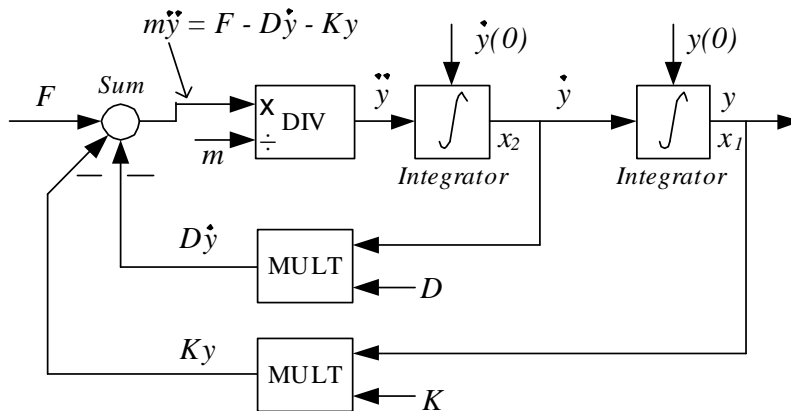 mÿ = F - Dẏ - Ky
ẏ(0)
y(0)
Sum
F
x
DIV
÷
m
ÿ
x₂
Integrator
ẏ
y
x₁
Integrator
— —
Dẏ
MULT
D
Ky
MULT
K